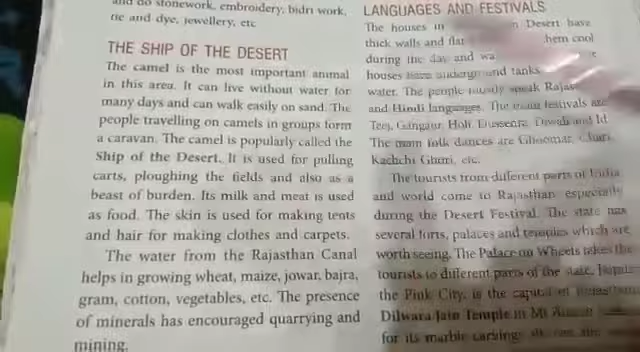 and do stonework, embroidery, bidri work,
tie and dye, jewellery, etc
THE SHIP OF THE DESERT
The camel is the most important animal
in this area. It can live without water for
many days and can walk easily on sand. The
people travelling on camels in groups form
a caravan. The camel is popularly called the
Ship of the Desert. It is used for pulling
carts, ploughing the fields and also as a
beast of burden. Its milk and meat is used
as food. The skin is used for making tents
and hair for making clothes and carpets.
The water from the Rajasthan Canal
helps in growing wheat, maize, jowar, bajra,
gram, cotton, vegetables, etc. The presence
of minerals has encouraged quarrying and
mining.
LANGUAGES AND FESTIVALS
The houses in Desert have
thick walls and flat them cool
during the day and
houses have underground tanks
water. The people mostly speak
and Hindi languages. The main festivals are
Teej, Gangaur, Holi, Dussehra, Diwali and Id.
The main folk dances are Ghoomar, Chari,
Kachchi Ghori, etc.
The tourists from different parts of India
and world come to Rajasthan especially
during the Desert Festival. The state has
several forts, palaces and temples which are
worth seeing. The Palace on Wheels takes the
tourists to different parts of the state. Jaipur,
the Pink City, is the capital of Rajasthan.
Dilwara Jain Temple in Mt
for its marble carvings.